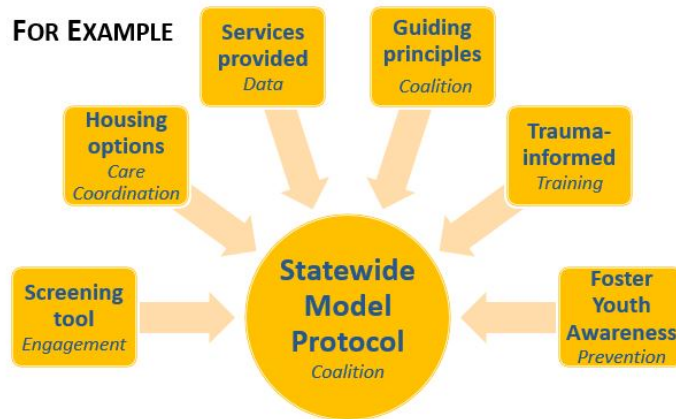 FOR EXAMPLE
Services
provided
Data
Guiding
principles
Coalition
Housing
options
Care
Coordination
Trauma-
informed
Training
Screening
tool
Engagement
Statewide
Model
Protocol
Coalition
Foster
Youth
Awareness
Prevention